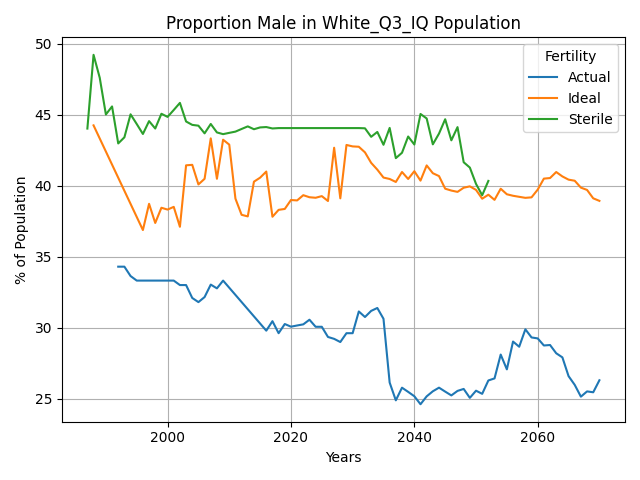 Proportion Male in White_Q3_IQ Population
Fertility
Actual
Ideal
Sterile
% of Population
50
45
40
35
30
25
2000
2020
2040
2060
Years